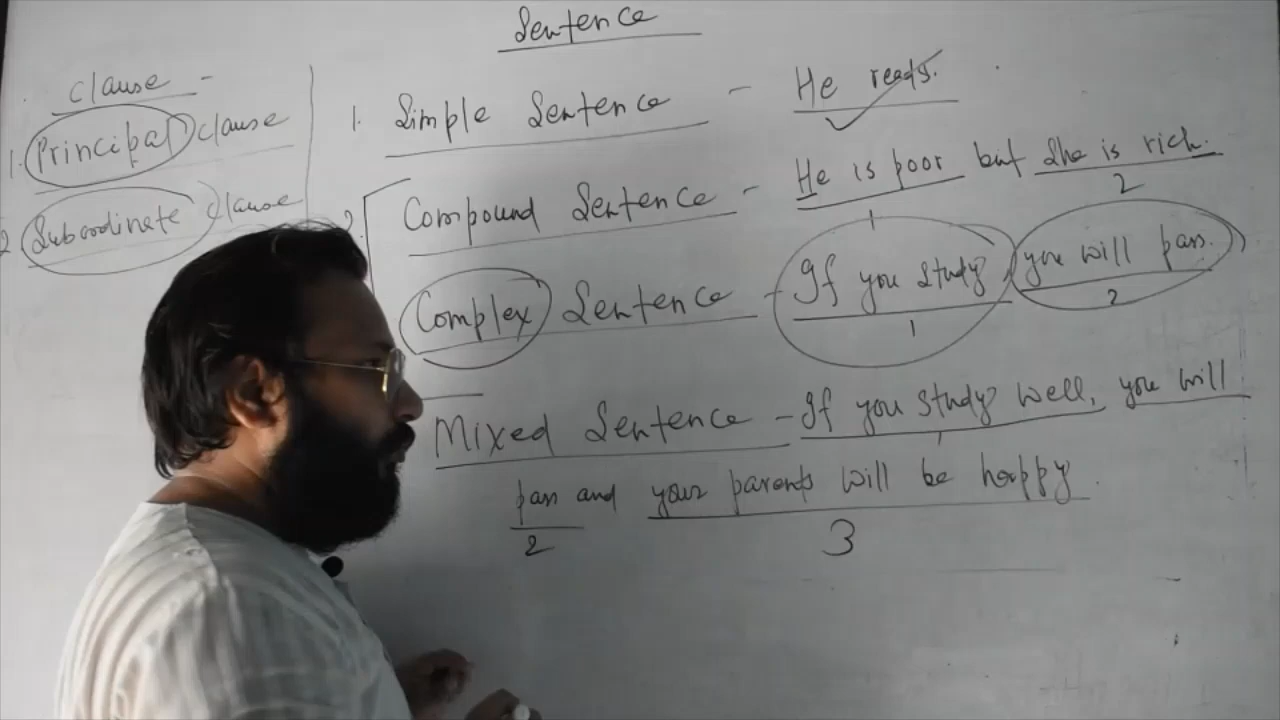 Sentence
Clause -
1. Principal clause
2 Subordinate clause
1. Simple Sentence - He reads.
2. Compound Sentence - He is poor but she is rich.
1 2
Complex Sentence - If you study, you will pass.
1 2
Mixed Sentence - If you study well, you will
1
pass and your parents will be happy.
2 3